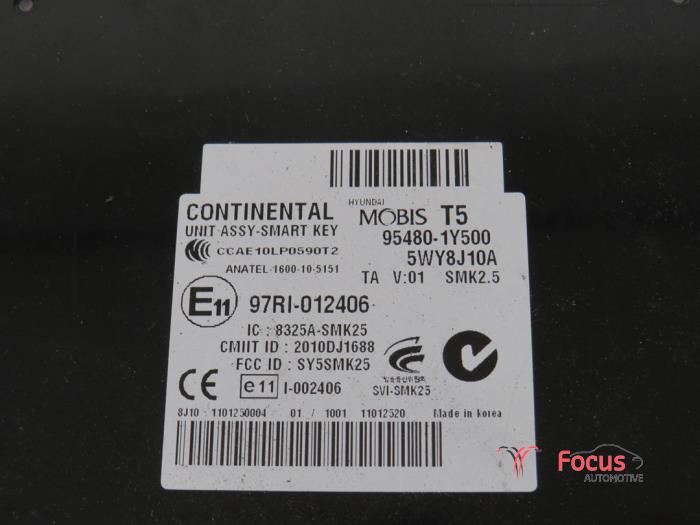 CONTINENTAL
HYUNDAI
MOBIS T5
UNIT ASSY-SMART KEY
95480-1Y500
CCAE10LP0590T2
5WY8J10A
ANATEL-1600-10-5151
TA V:01 SMK2.5
E11 97RI-012406
IC : 8325A-SMK25
CMIIT ID : 2010DJ1688
FCC ID : SY5SMK25
CE e11 I-002406
SVI-SMK25
8J10 - 1101250004 01 / 1001 11012520 Made in korea
Focus
AUTOMOTIVE